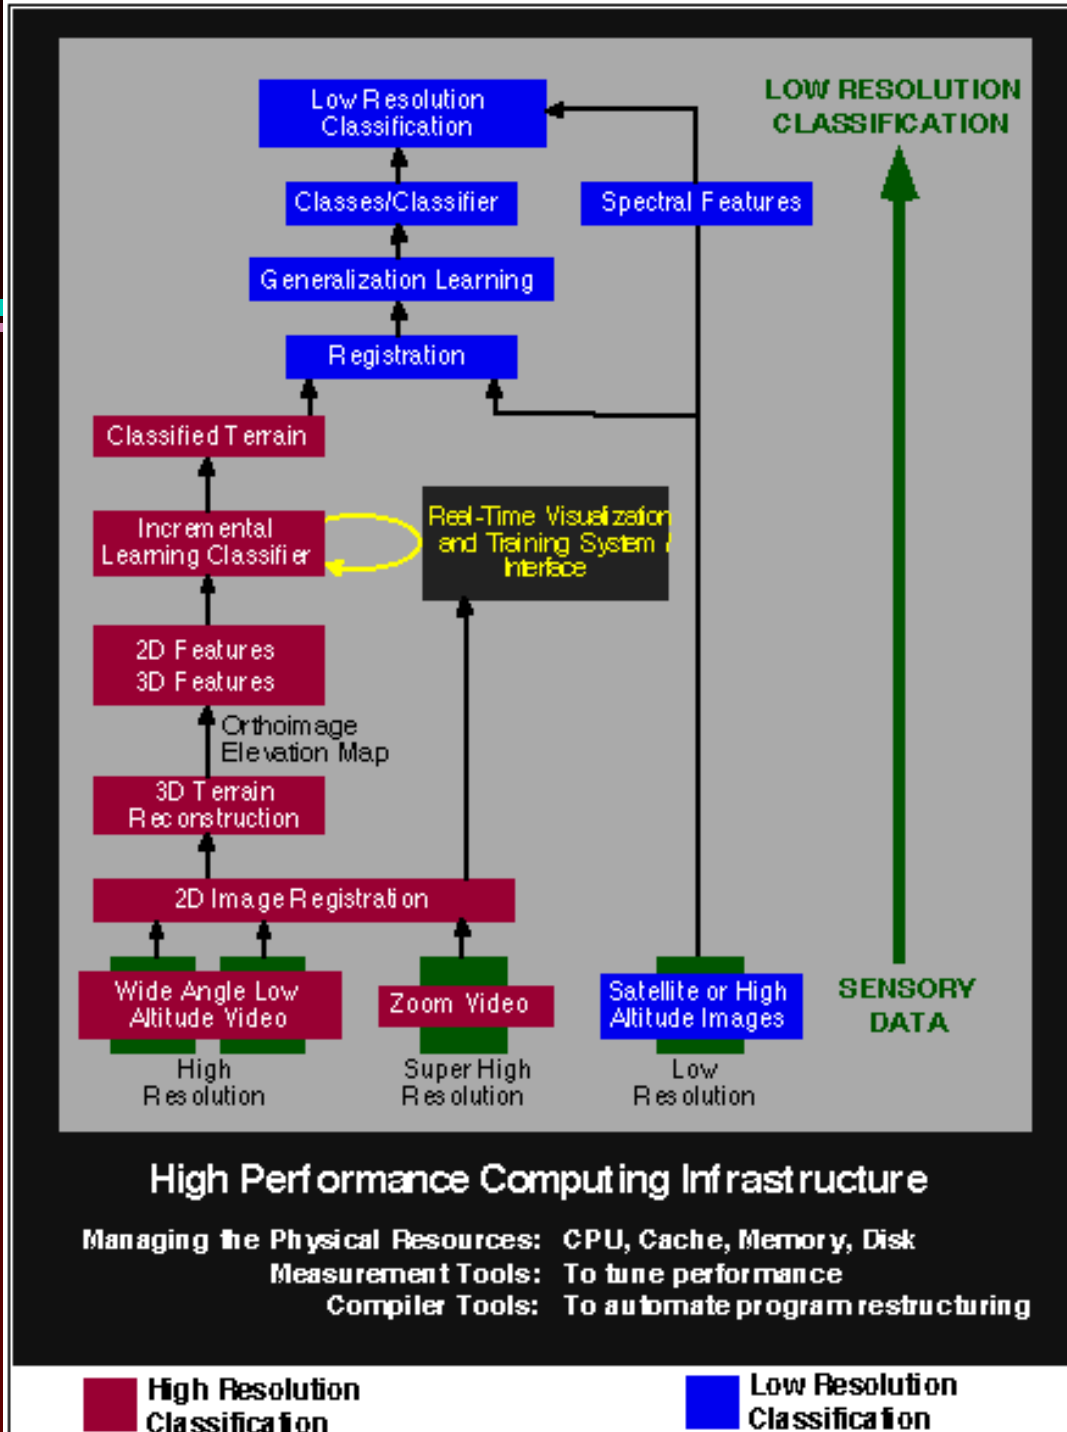 Low Resolution
Classification
LOW RESOLUTION
CLASSIFICATION
Classes/Classifier
Spectral Features
Generalization Learning
Registration
Classified Terrain
Incremental
Learning Classifier
Reel-Time Visualization
and Training System /
Interface
2D Features
3D Features
Orthoimage
Elevation Map
3D Terrain
Reconstruction
2D Image Registration
Wide Angle Low
Altitude Video
Zoom Video
Satellite or High
Altitude Images
SENSORY
DATA
High
Resolution
Super High
Resolution
Low
Resolution
High Performance Computing Infrastructure
Managing the Physical Resources: CPU, Cache, Memory, Disk
Measurement Tools: To tune performance
Compiler Tools: To automate program restructuring
High Resolution
Classification
Low Resolution
Classification